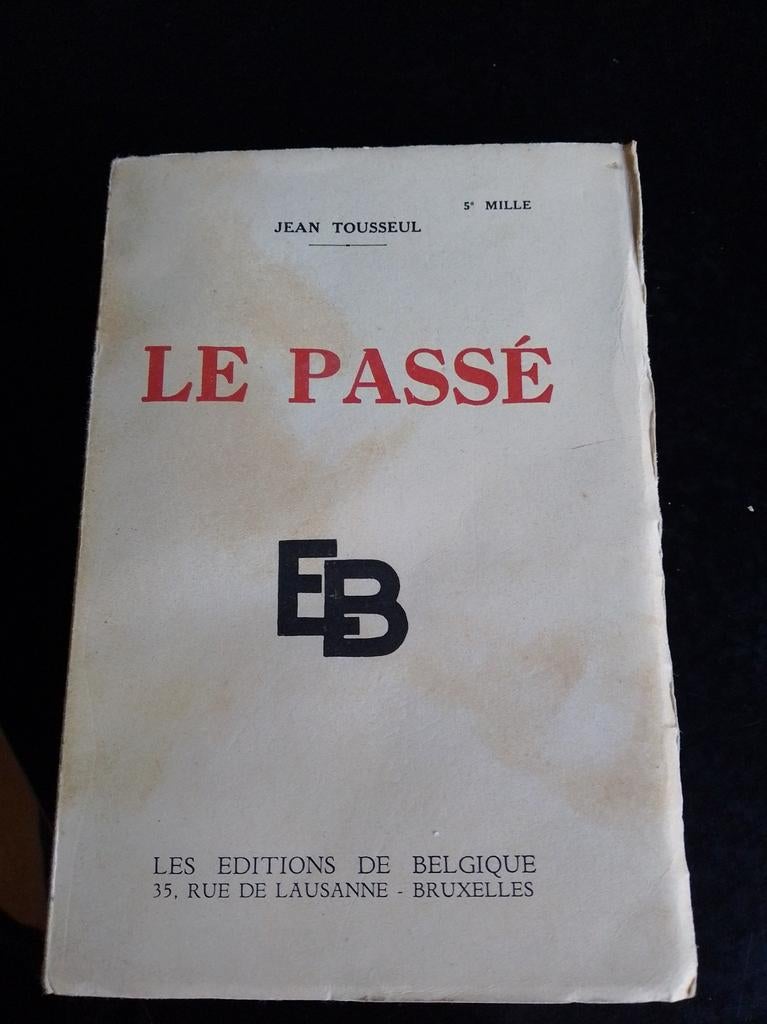 5e MILLE
JEAN TOUSSEUL
LE PASSÉ
EB
LES EDITIONS DE BELGIQUE
35, RUE DE LAUSANNE - BRUXELLES